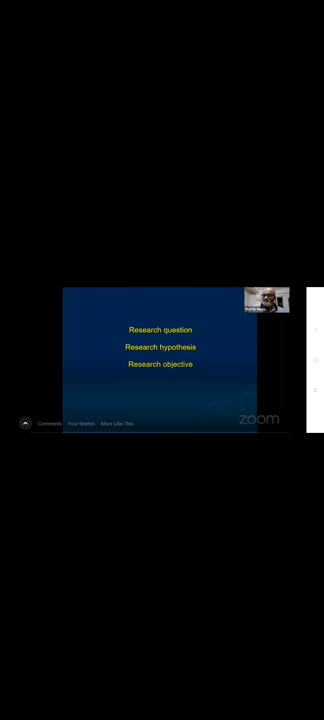 Research question
Research hypothesis
Research objective
zoom
Comments Your Replies More Like This